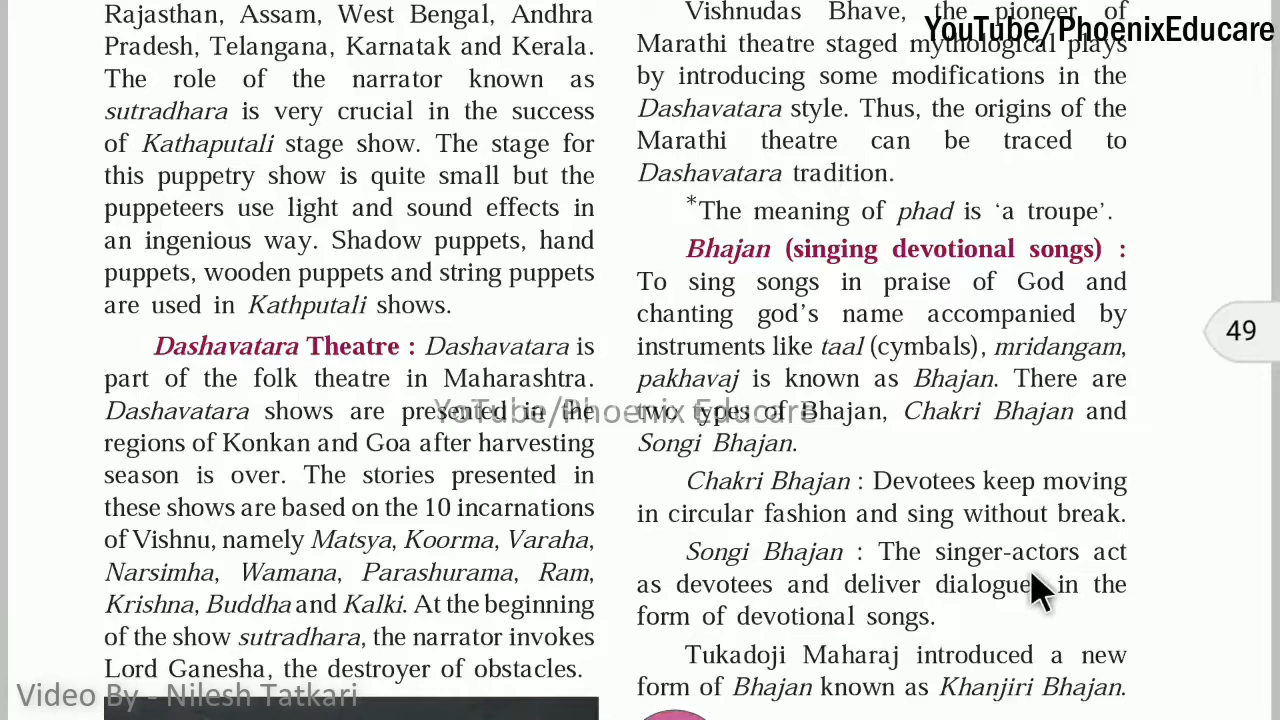 Rajasthan, Assam, West Bengal, Andhra
Pradesh, Telangana, Karnatak and Kerala.
The role of the narrator known as
sutradhara is very crucial in the success
of Kathaputali stage show. The stage for
this puppetry show is quite small but the
puppeteers use light and sound effects in
an ingenious way. Shadow puppets, hand
puppets, wooden puppets and string puppets
are used in Kathputali shows.
Dashavatara Theatre : Dashavatara is
part of the folk theatre in Maharashtra.
Dashavatara shows are presented in the
regions of Konkan and Goa after harvesting
season is over. The stories presented in
these shows are based on the 10 incarnations
of Vishnu, namely Matsya, Koorma, Varaha,
Narsimha, Wamana, Parashurama, Ram,
Krishna, Buddha and Kalki. At the beginning
of the show sutradhara, the narrator invokes
Lord Ganesha, the destroyer of obstacles.
Vishnudas Bhave, the pioneer of
Marathi theatre staged mythological plays
by introducing some modifications in the
Dashavatara style. Thus, the origins of the
Marathi theatre can be traced to
Dashavatara tradition.
*The meaning of phad is ‘a troupe’.
Bhajan (singing devotional songs) :
To sing songs in praise of God and
chanting god’s name accompanied by
instruments like taal (cymbals), mridangam,
pakhavaj is known as Bhajan. There are
two types of Bhajan, Chakri Bhajan and
Songi Bhajan.
Chakri Bhajan : Devotees keep moving
in circular fashion and sing without break.
Songi Bhajan : The singer-actors act
as devotees and deliver dialogues in the
form of devotional songs.
Tukadoji Maharaj introduced a new
form of Bhajan known as Khanjiri Bhajan.
YouTube/PhoenixEducare
49
YoTube/Phoenix Educare
Video By - Nilesh Tatkari